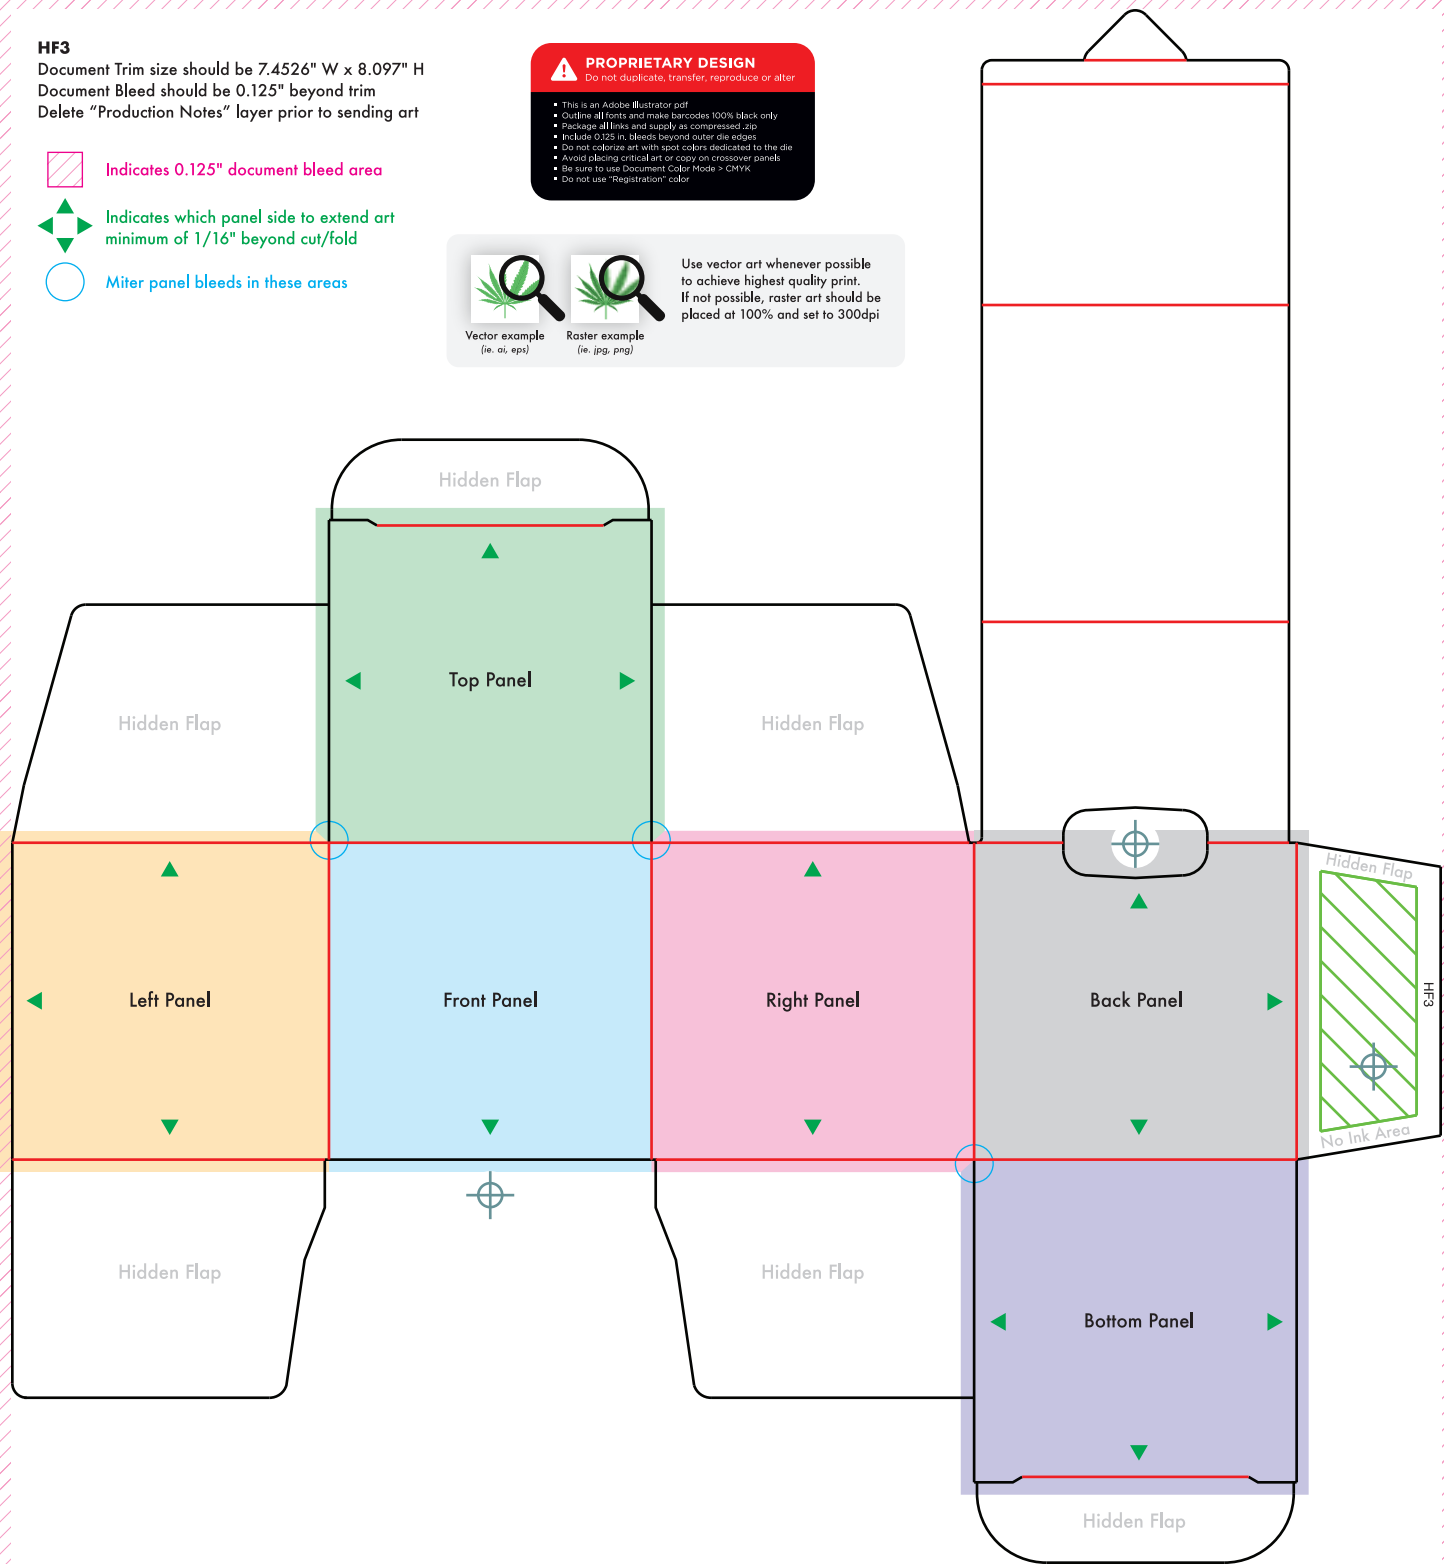 HF3
Document Trim size should be 7.4526" W x 8.097" H
Document Bleed should be 0.125" beyond trim
Delete “Production Notes” layer prior to sending art
Indicates 0.125" document bleed area
Indicates which panel side to extend art
minimum of 1/16" beyond cut/fold
Miter panel bleeds in these areas
PROPRIETARY DESIGN
Do not duplicate, transfer, reproduce or alter
▪ This is an Adobe Illustrator pdf
▪ Outline all fonts and make barcodes 100% black only
▪ Package all links and supply as compressed .zip
▪ Include 0.125 in. bleeds beyond outer die edges
▪ Do not colorize art with spot colors dedicated to the die
▪ Avoid placing critical art or copy on crossover panels
▪ Be sure to use Document Color Mode > CMYK
▪ Do not use “Registration” color
Vector example
(ie. ai, eps)
Raster example
(ie. jpg, png)
Use vector art whenever possible
to achieve highest quality print.
If not possible, raster art should be
placed at 100% and set to 300dpi
Hidden Flap
Top Panel
Hidden Flap
Hidden Flap
Hidden Flap
Left Panel
Front Panel
Right Panel
Back Panel
HF3
No Ink Area
Hidden Flap
Hidden Flap
Bottom Panel
Hidden Flap